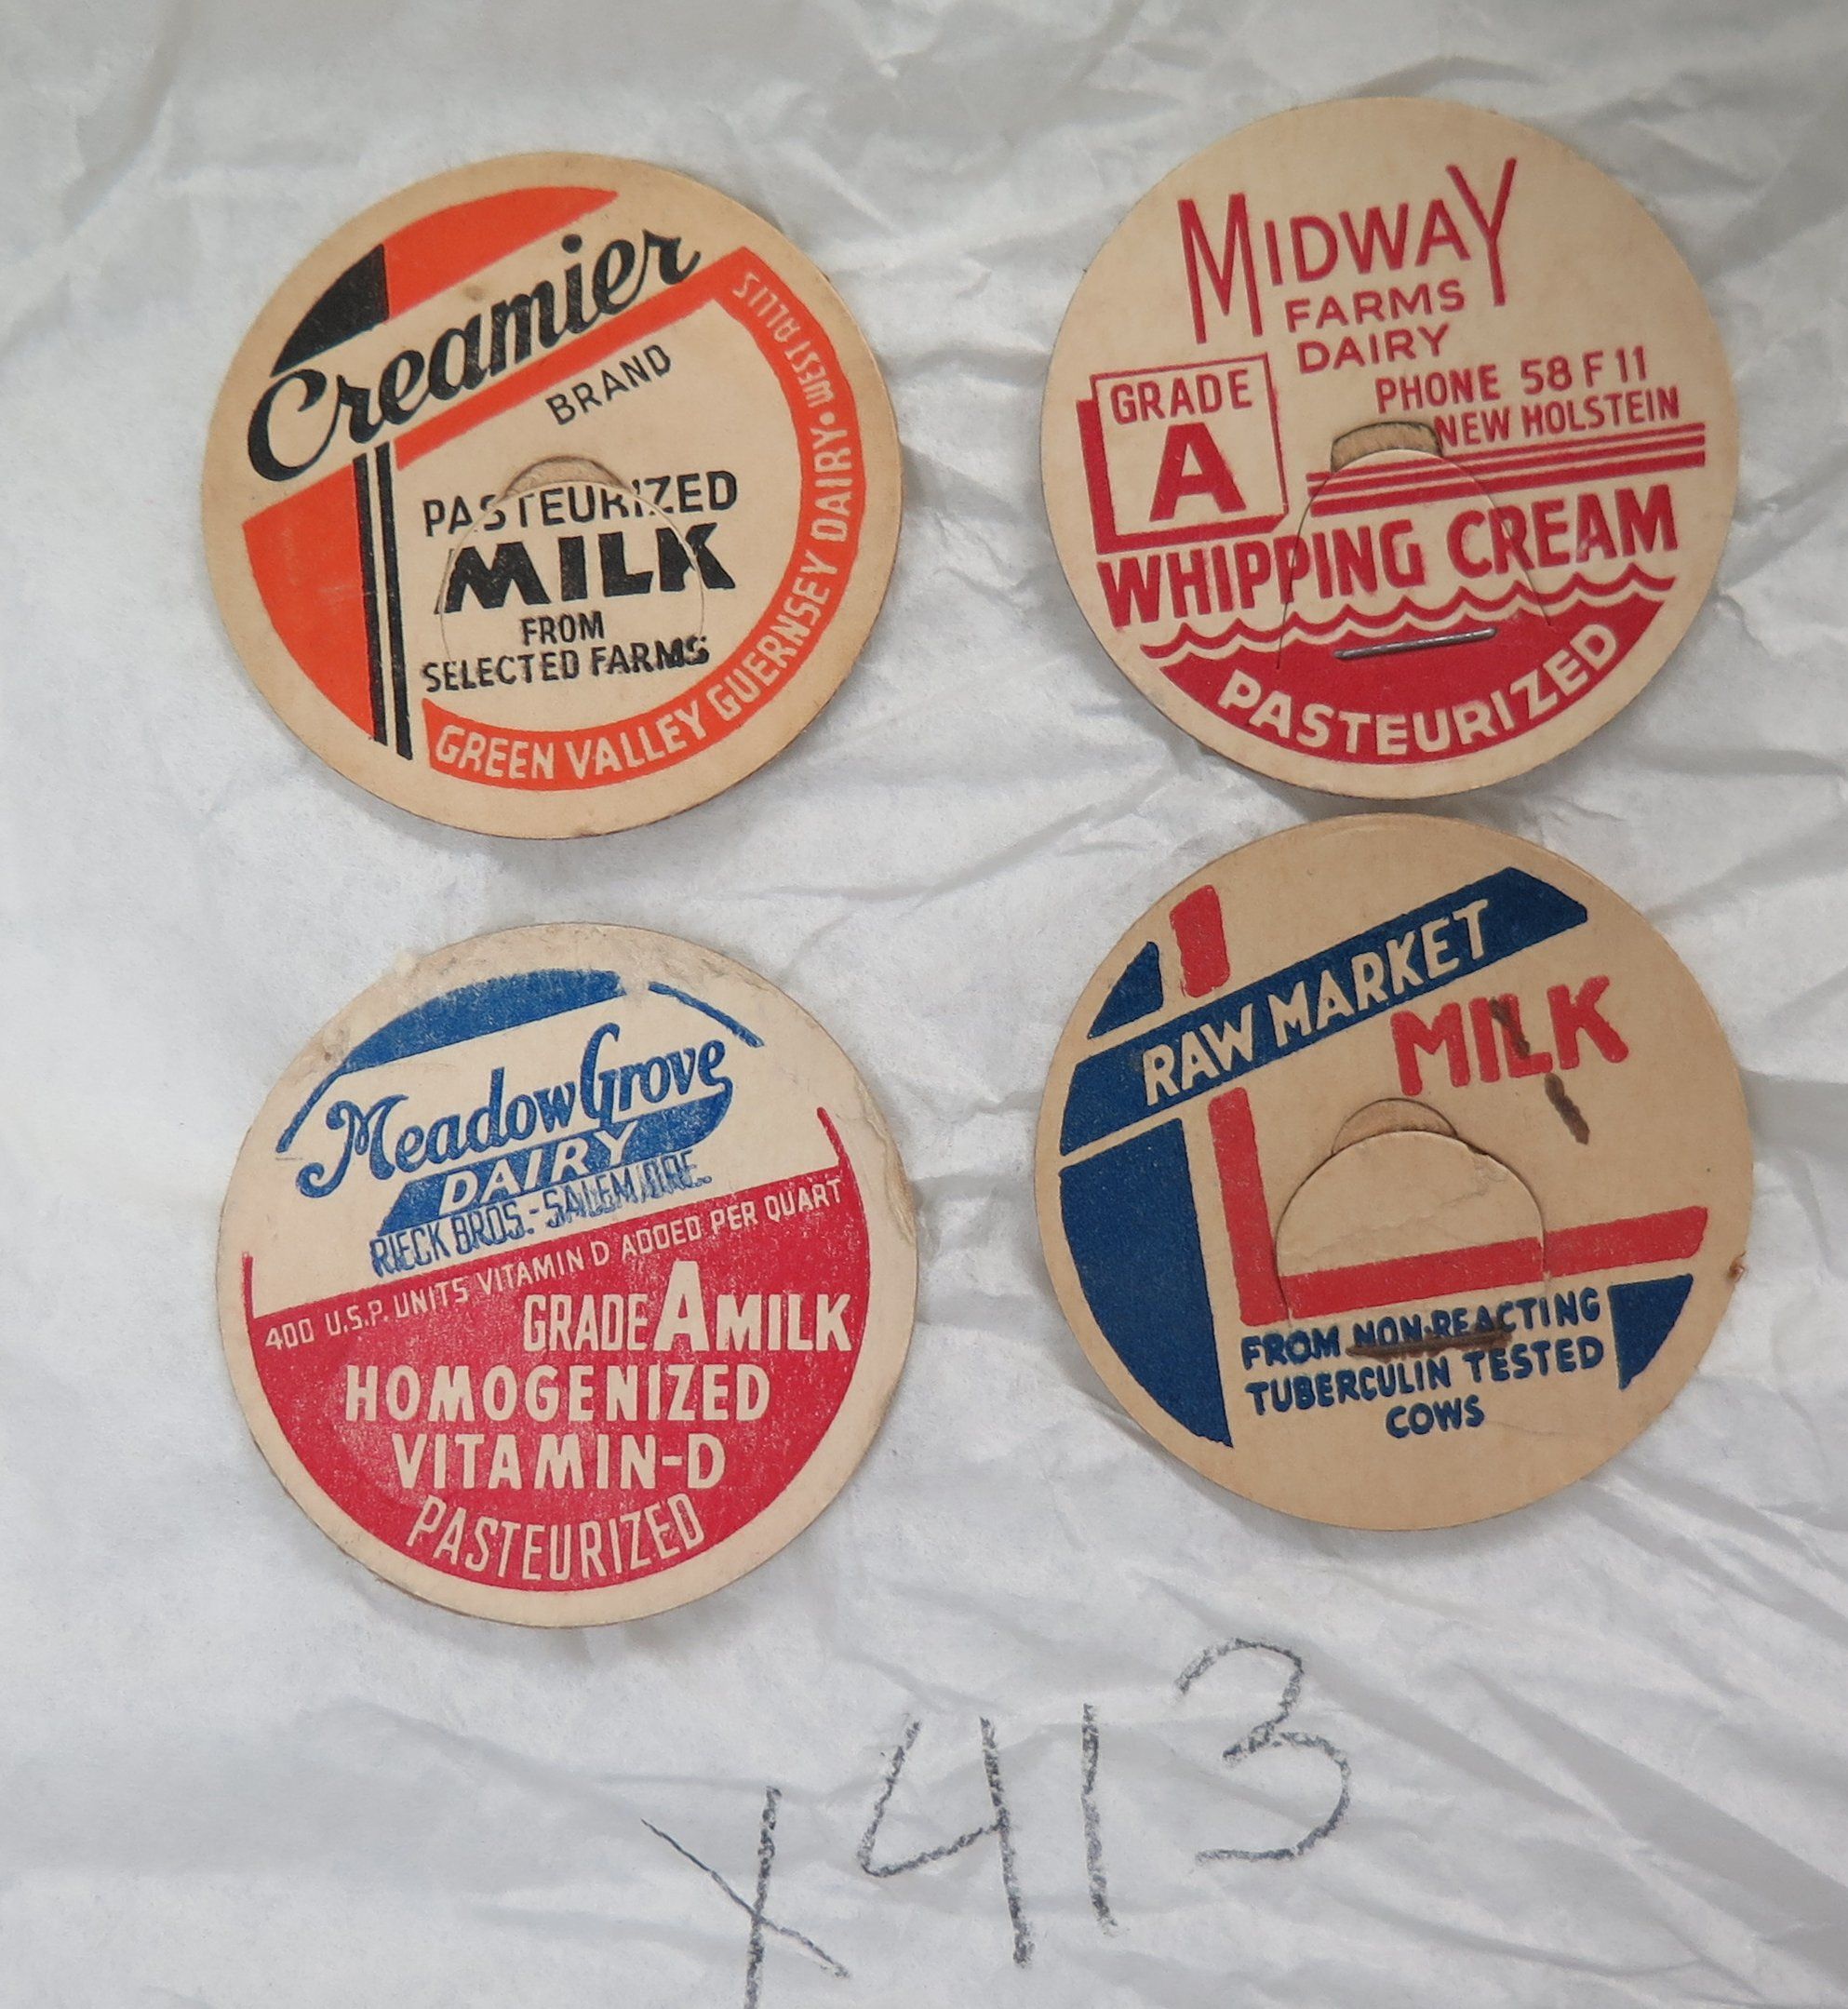 Creamier
BRAND
PASTEURIZED
MILK
FROM
SELECTED FARMS
GREEN VALLEY GUERNSEY DAIRY • WEST ALLIS
MIDWAY
FARMS
DAIRY
PHONE 58 F 11
NEW HOLSTEIN
GRADE
A
WHIPPING CREAM
PASTEURIZED
Meadow Grove
DAIRY
RIECK BROS. - SALEM, ORE.
400 U.S.P. UNITS VITAMIN D ADDED PER QUART
GRADE A MILK
HOMOGENIZED
VITAMIN-D
PASTEURIZED
RAW MARKET
MILK
FROM NON-REACTING
TUBERCULIN TESTED
COWS
X413